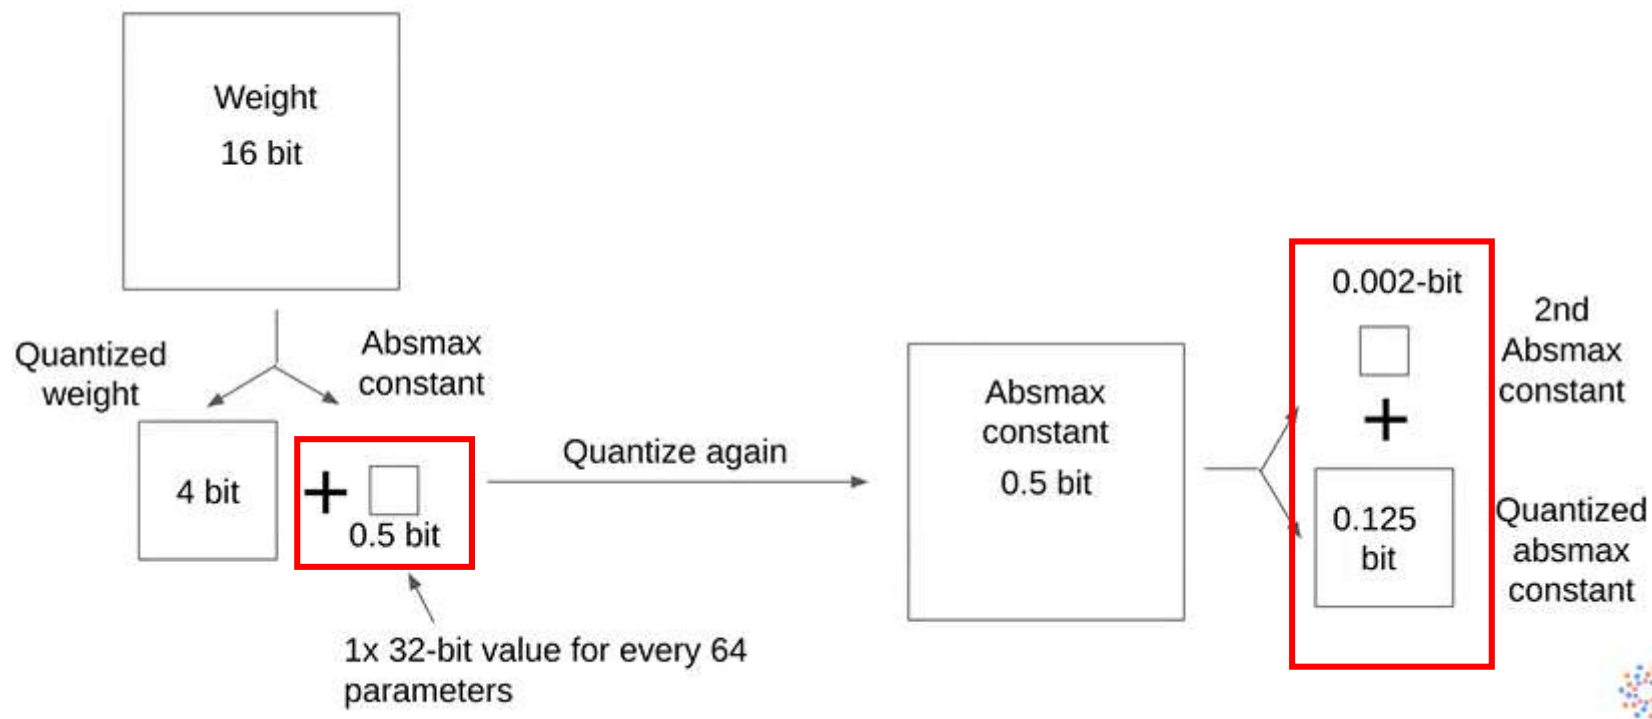 Weight
16 bit
Quantized
weight
Absmax
constant
4 bit
+
0.5 bit
1x 32-bit value for every 64
parameters
Quantize again
Absmax
constant
0.5 bit
0.002-bit
+
0.125
bit
2nd
Absmax
constant
Quantized
absmax
constant